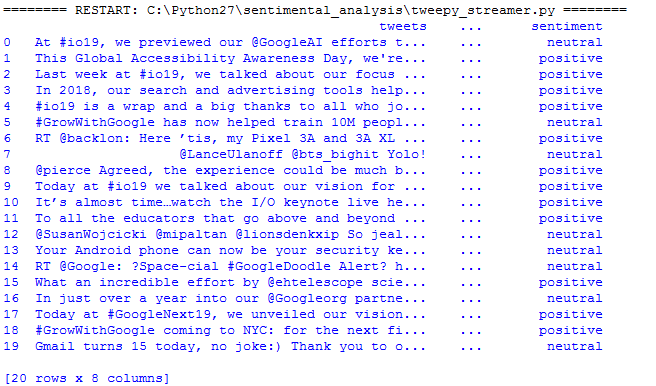 ======== RESTART: C:\Python27\sentimental_analysis\tweepy_streamer.py ========
tweets ... sentiment
0 At #io19, we previewed our @GoogleAI efforts t... ... neutral
1 This Global Accessibility Awareness Day, we're... ... positive
2 Last week at #io19, we talked about our focus ... ... positive
3 In 2018, our search and advertising tools help... ... positive
4 #io19 is a wrap and a big thanks to all who jo... ... positive
5 #GrowWithGoogle has now helped train 10M peopl... ... neutral
6 RT @backlon: Here ’tis, my Pixel 3A and 3A XL ... ... positive
7 @LanceUlanoff @bts_bighit Yolo! ... neutral
8 @pierce Agreed, the experience could be much b... ... positive
9 Today at #io19 we talked about our vision for ... ... positive
10 It’s almost time…watch the I/O keynote live he... ... positive
11 To all the educators that go above and beyond ... ... positive
12 @SusanWojcicki @mipaltan @lionsdenkxip So jeal... ... neutral
13 Your Android phone can now be your security ke... ... neutral
14 RT @Google: ?Space-cial #GoogleDoodle Alert? h... ... neutral
15 What an incredible effort by @ehtelescope scie... ... positive
16 In just over a year into our @Googleorg partne... ... neutral
17 Today at #GoogleNext19, we unveiled our vision... ... positive
18 #GrowWithGoogle coming to NYC: for the next fi... ... positive
19 Gmail turns 15 today, no joke:) Thank you to o... ... neutral
[20 rows x 8 columns]